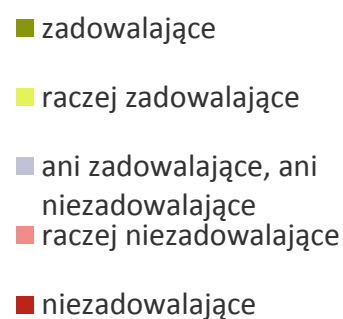 zadowalające
raczej zadowalające
ani zadowalające, ani
niezadowalające
raczej niezadowalające
niezadowalające